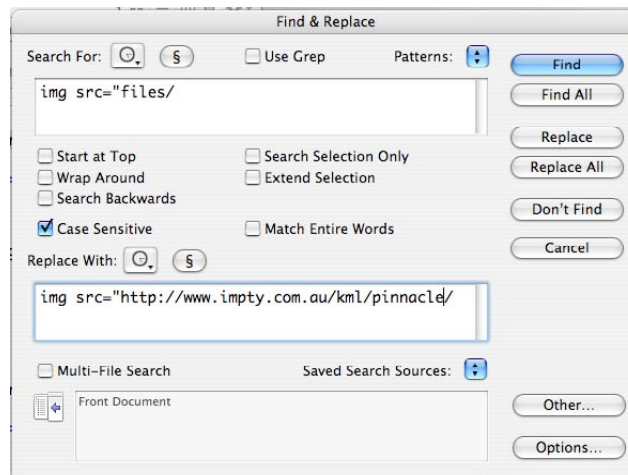 Find & Replace
Search For: § Use Grep Patterns: Find
img src="files/
Find All
Replace
Start at Top Search Selection Only
Wrap Around Extend Selection Replace All
Search Backwards
Don't Find
Case Sensitive Match Entire Words
Cancel
Replace With: §
img src="http://www.impty.com.au/kml/pinnacle/
Multi-File Search Saved Search Sources:
Front Document
Other...
Options...